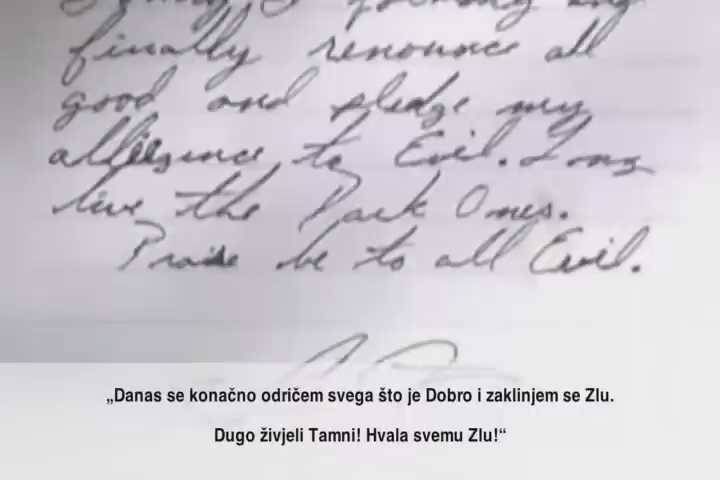 finally renounce all
good and pledge my
alliegance to Evil. Long
live the Dark Ones.
Praise be to all Evil.
„Danas se konačno odričem svega što je Dobro i zaklinjem se Zlu.
Dugo živjeli Tamni! Hvala svemu Zlu!“